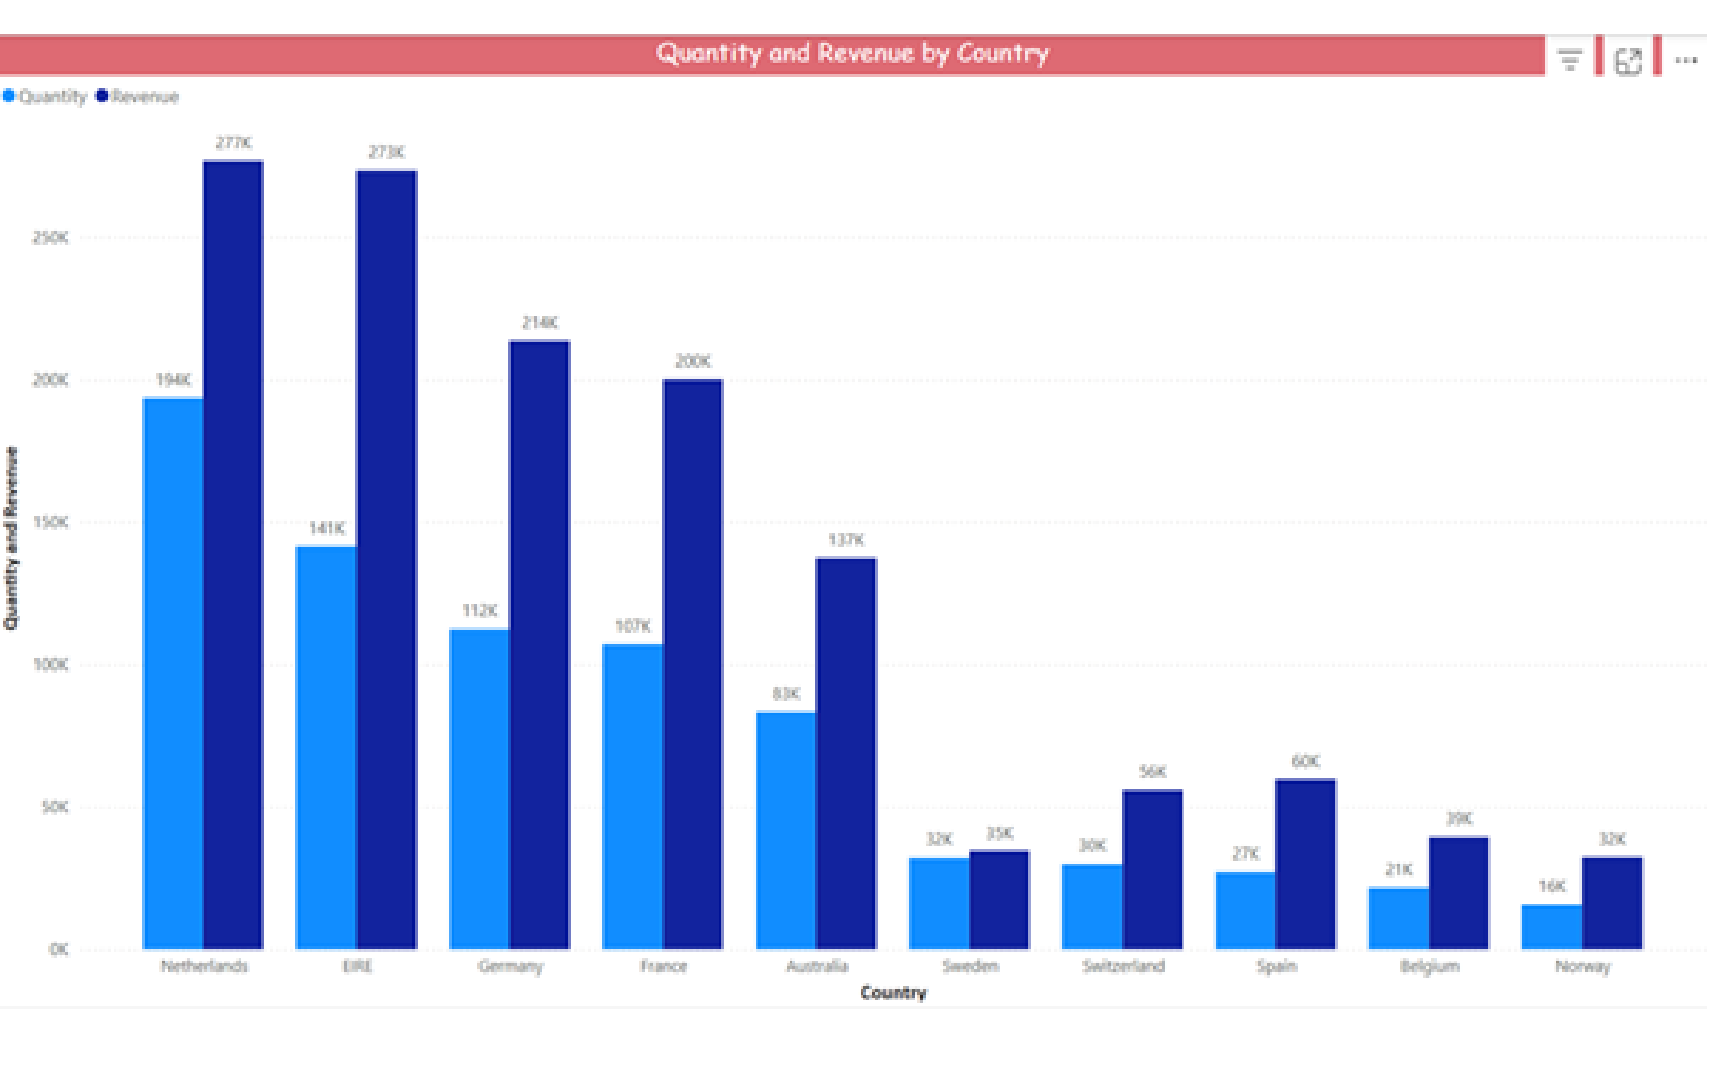 Quantity and Revenue by Country
Quantity Revenue
277K
273K
250K
214K
200K
200K
194K
150K
141K
137K
112K
107K
100K
83K
60K
56K
50K
39K
35K
32K
32K
30K
27K
21K
16K
0K
Quantity and Revenue
Netherlands EIRE Germany France Australia Sweden Switzerland Spain Belgium Norway
Country